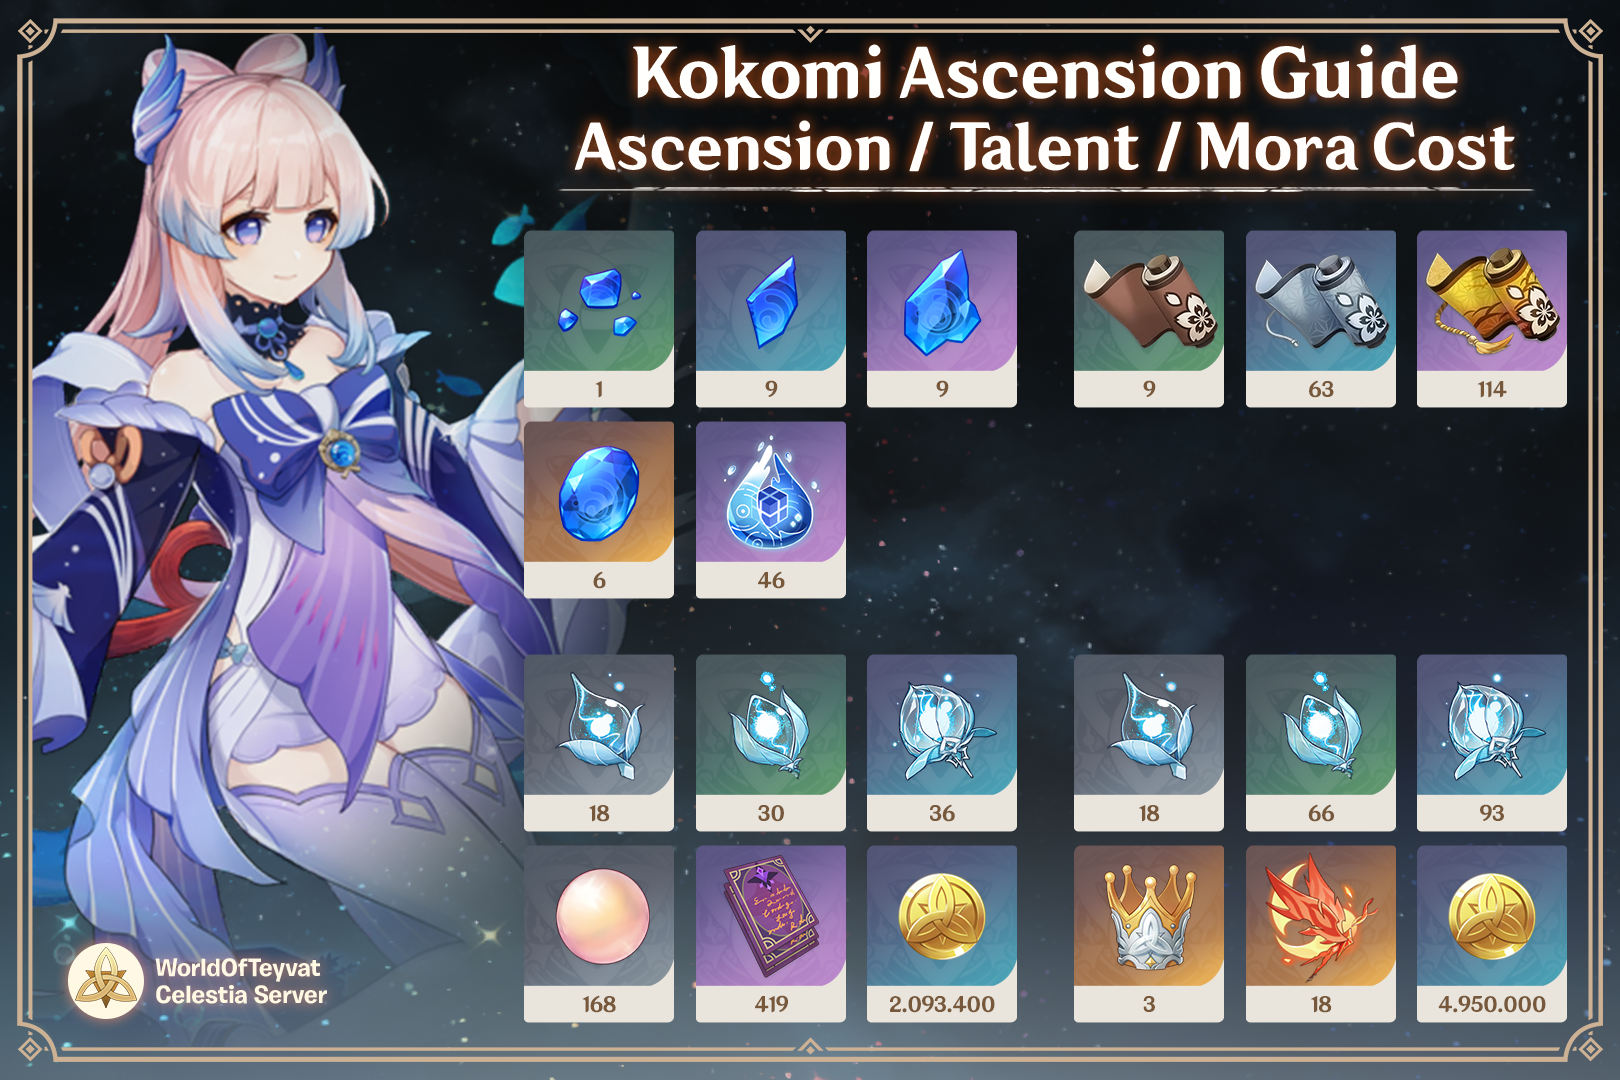 Kokomi Ascension Guide
Ascension / Talent / Mora Cost
1 9 9 9 63 114
6 46
18 30 36 18 66 93
168 419 2.093.400 3 18 4.950.000
WorldOfTeyvat
Celestia Server